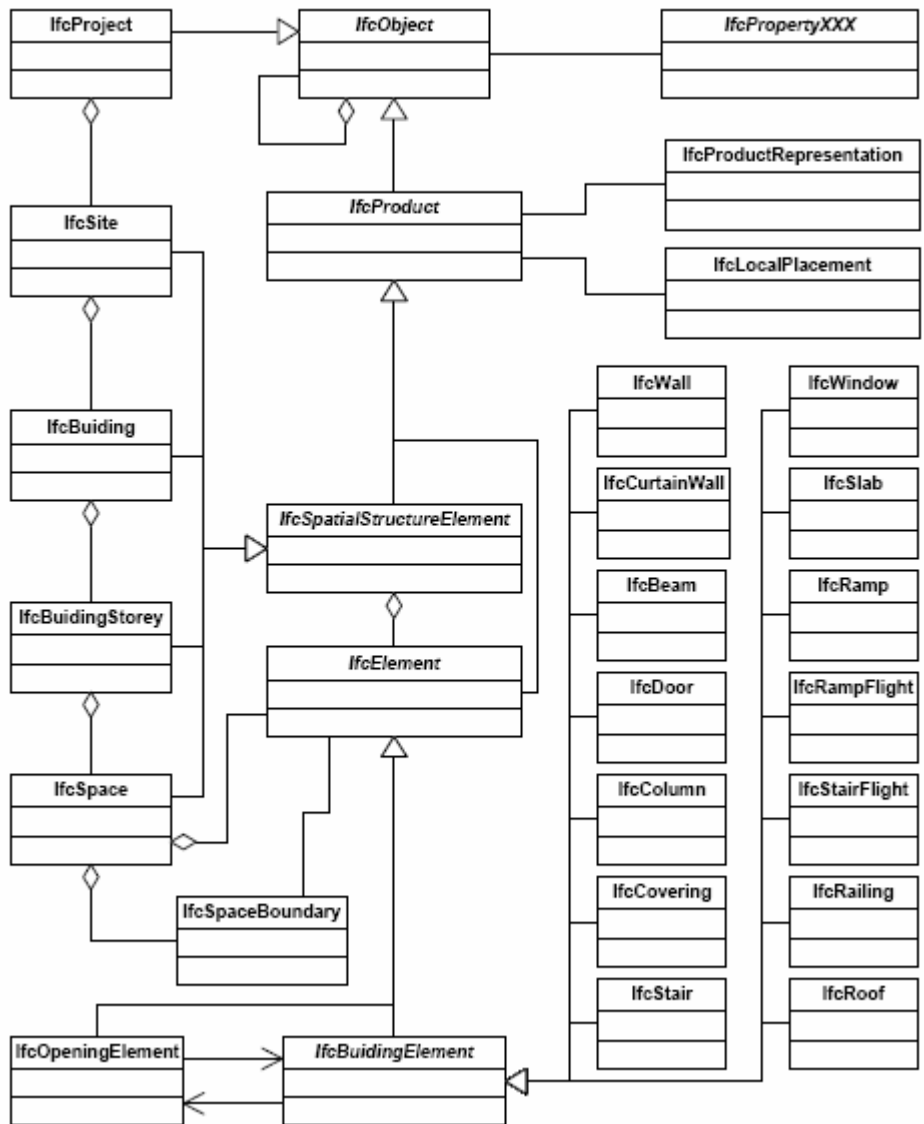 IfcProject
IfcObject
IfcPropertyXXX
IfcProductRepresentation
IfcProduct
IfcSite
IfcLocalPlacement
IfcWall
IfcWindow
IfcBuiding
IfcCurtainWall
IfcSlab
IfcSpatialStructureElement
IfcBeam
IfcRamp
IfcBuidingStorey
IfcElement
IfcDoor
IfcRampFlight
IfcSpace
IfcColumn
IfcStairFlight
IfcSpaceBoundary
IfcCovering
IfcRailing
IfcStair
IfcRoof
IfcOpeningElement
IfcBuidingElement